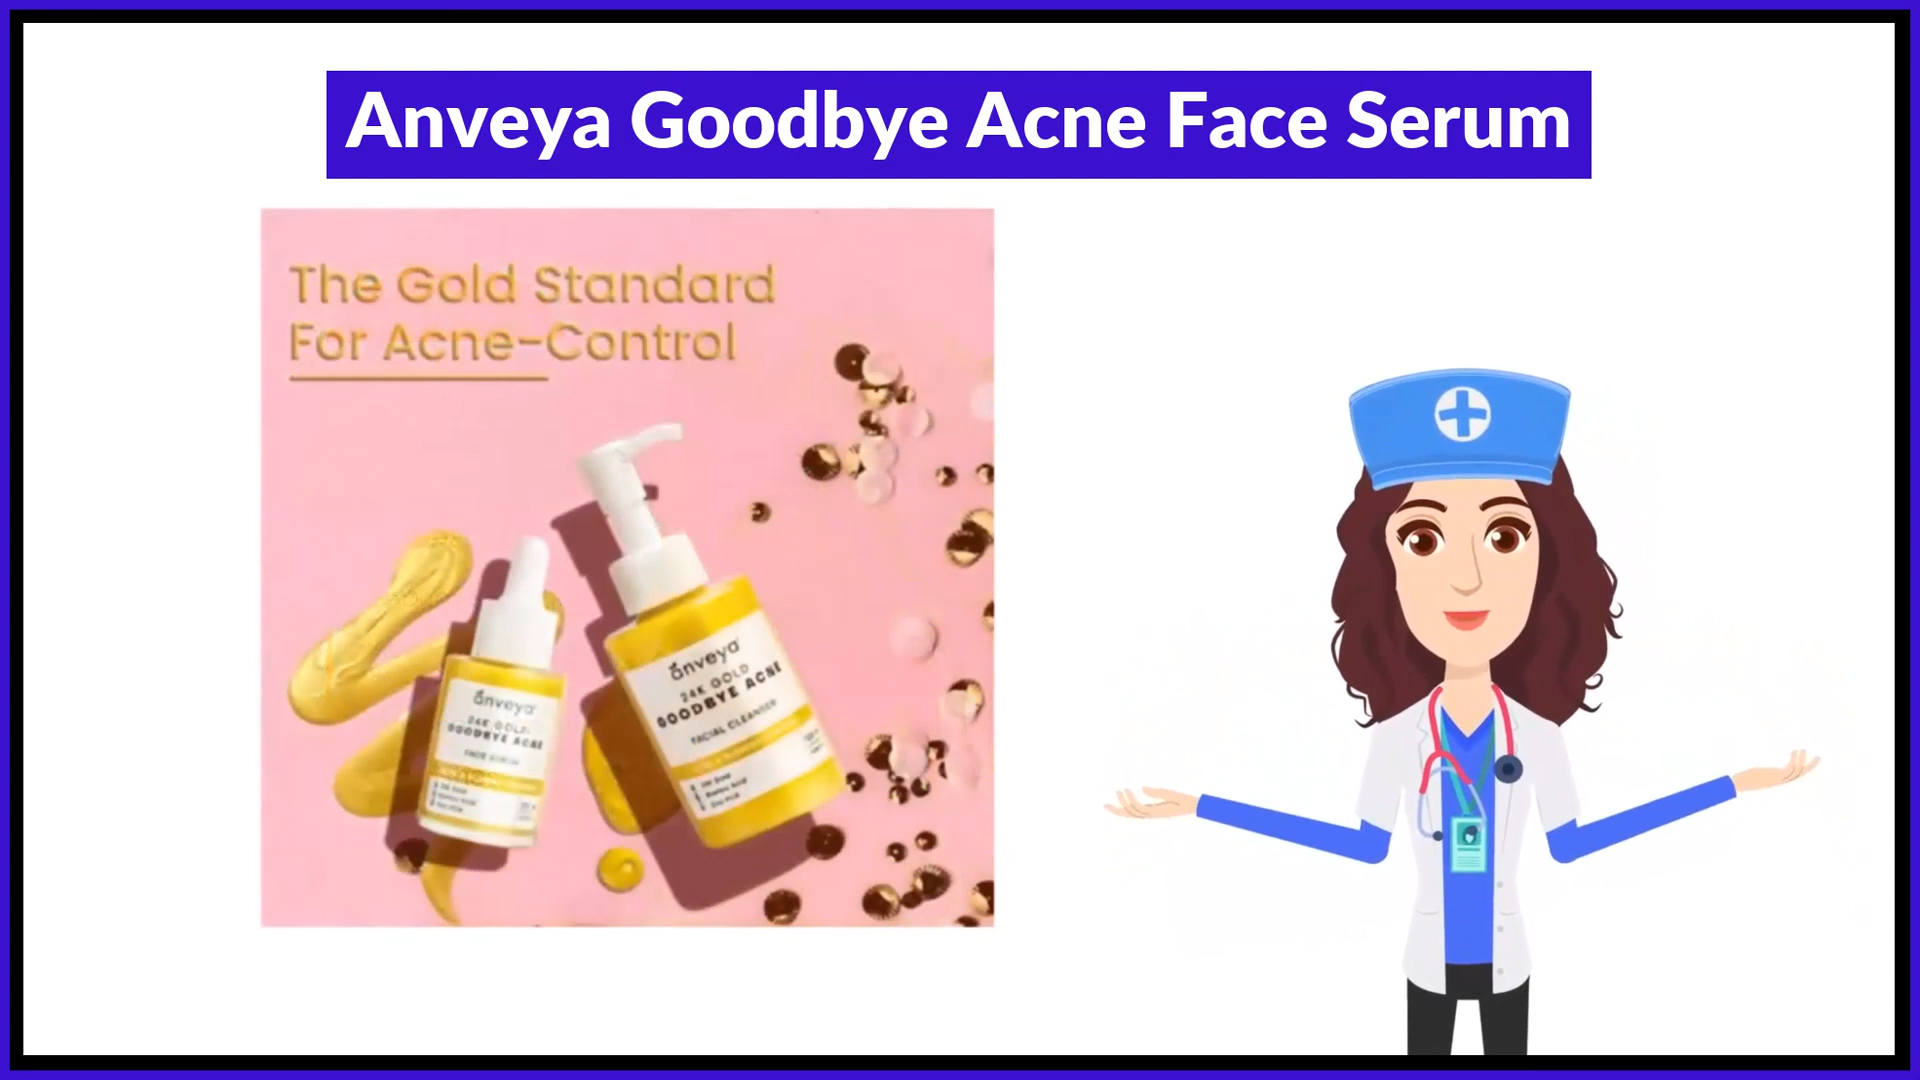 Anveya Goodbye Acne Face Serum
The Gold Standard
For Acne-Control
anveya
24K GOLD
GOODBYE ACNE
FACIAL CLEANSER
anveya
24K GOLD
GOODBYE ACNE
FACE SERUM